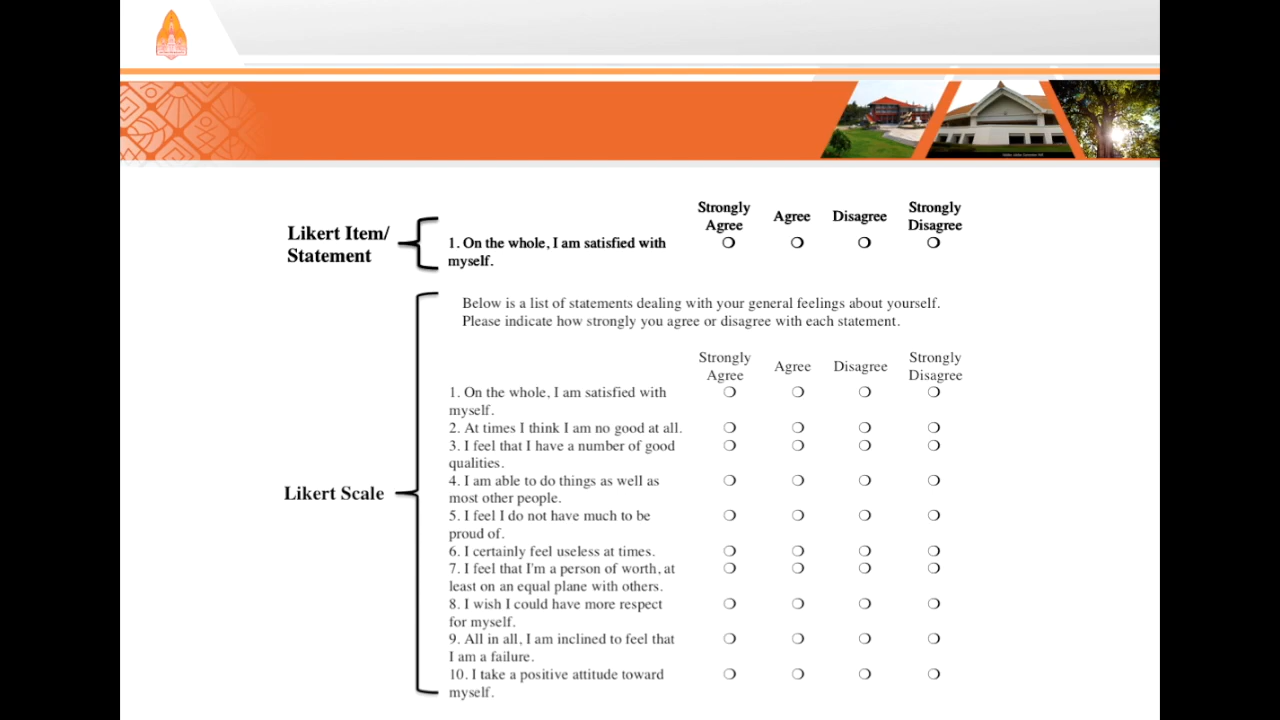 Strongly Agree Agree Disagree Strongly Disagree
Likert Item/
Statement
1. On the whole, I am satisfied with
myself.
Below is a list of statements dealing with your general feelings about yourself.
Please indicate how strongly you agree or disagree with each statement.
Strongly Agree Agree Disagree Strongly Disagree
1. On the whole, I am satisfied with
myself.
2. At times I think I am no good at all.
3. I feel that I have a number of good
qualities.
4. I am able to do things as well as
most other people.
Likert Scale
5. I feel I do not have much to be
proud of.
6. I certainly feel useless at times.
7. I feel that I'm a person of worth, at
least on an equal plane with others.
8. I wish I could have more respect
for myself.
9. All in all, I am inclined to feel that
I am a failure.
10. I take a positive attitude toward
myself.